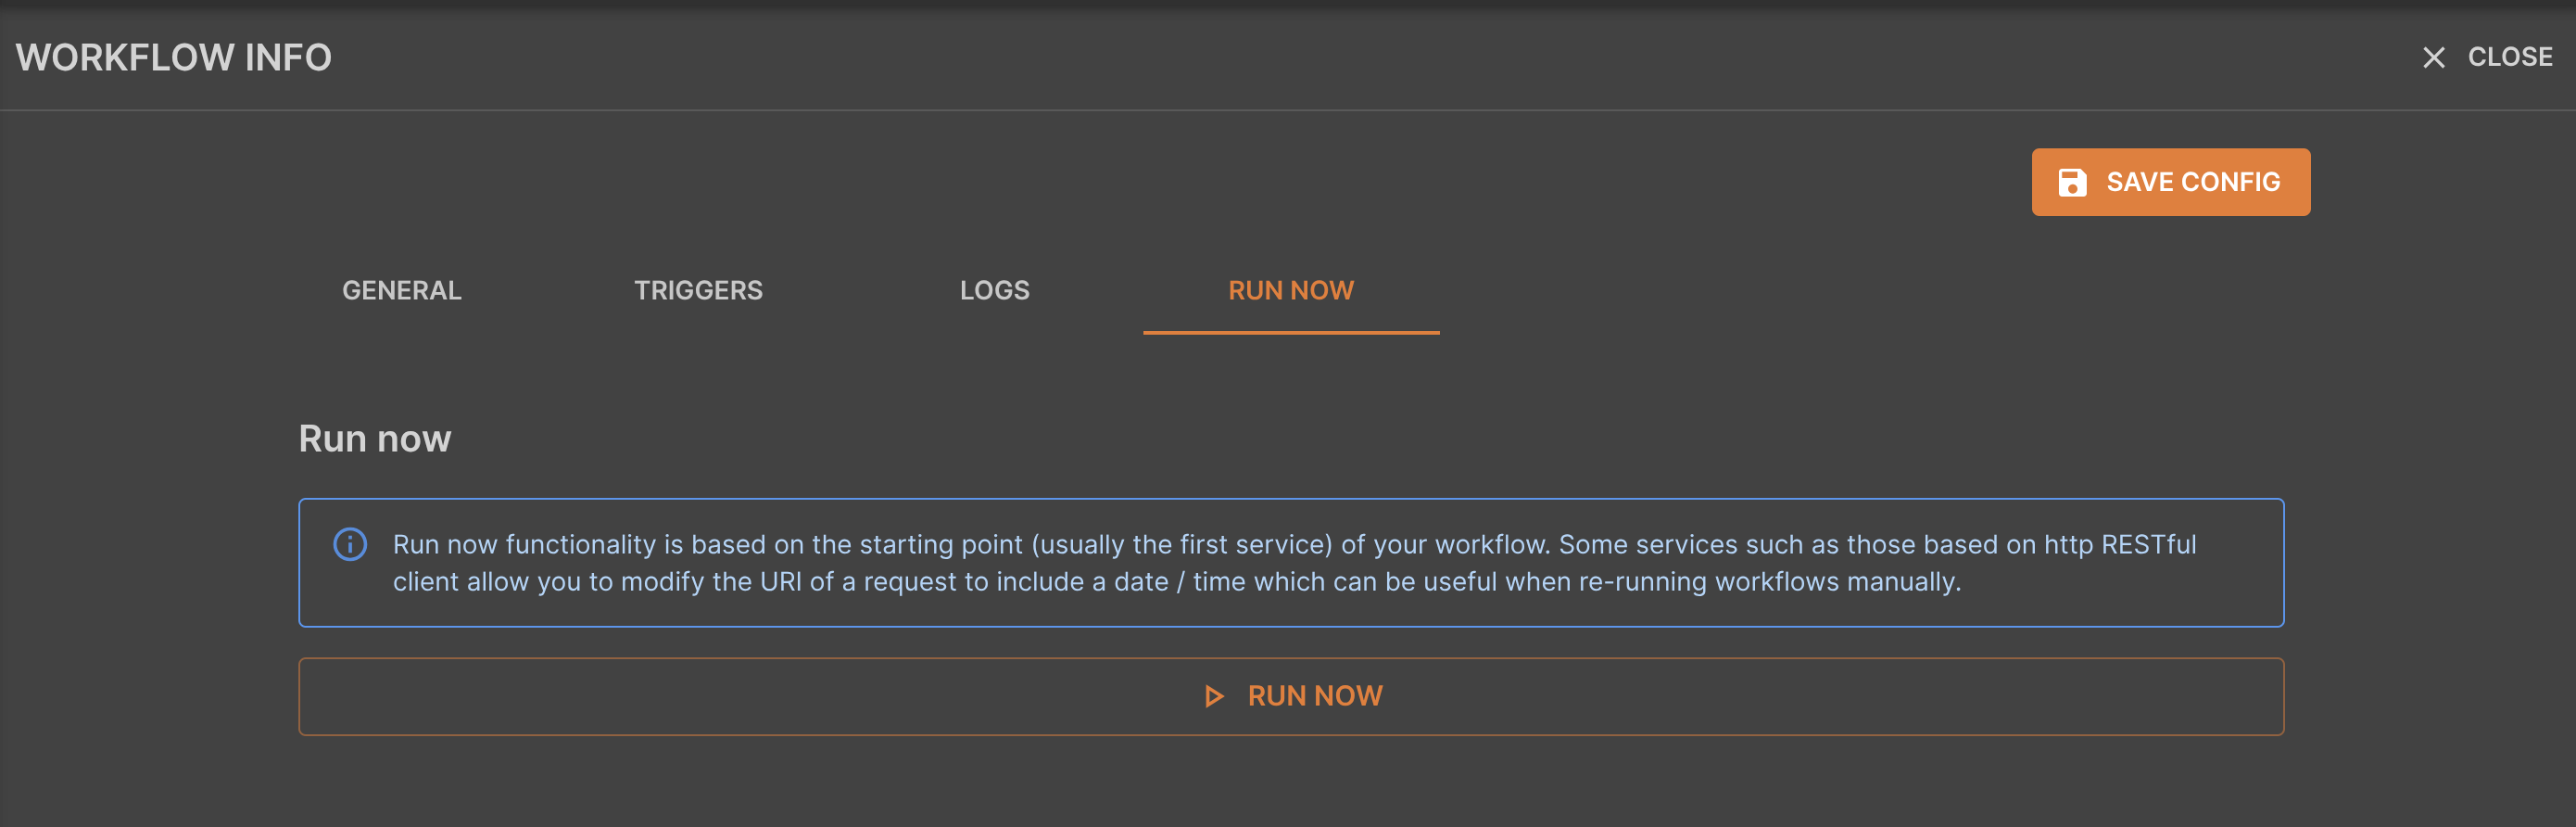 WORKFLOW INFO
CLOSE
SAVE CONFIG
GENERAL
TRIGGERS
LOGS
RUN NOW
Run now
Run now functionality is based on the starting point (usually the first service) of your workflow. Some services such as those based on http RESTful
client allow you to modify the URI of a request to include a date / time which can be useful when re-running workflows manually.
RUN NOW